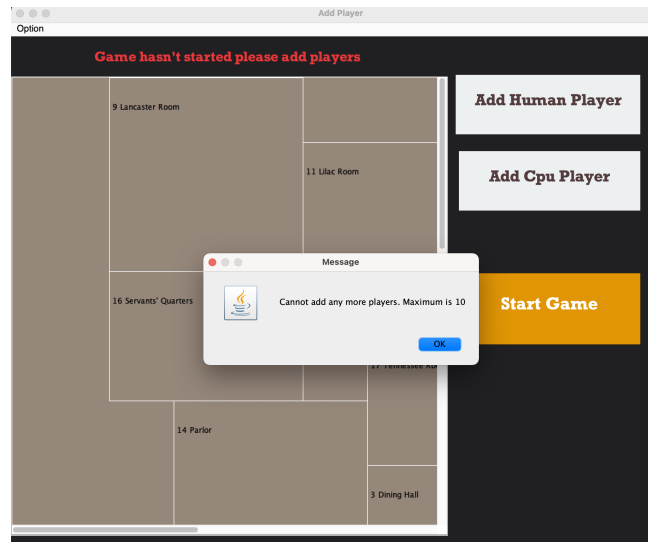 Add Player
Option
Game hasn't started please add players
9 Lancaster Room
Add Human Player
11 Lilac Room
Add Cpu Player
Message
16 Servants' Quarters
Cannot add any more players. Maximum is 10
Start Game
OK
17 Tennessee
14 Parlor
3 Dining Hall